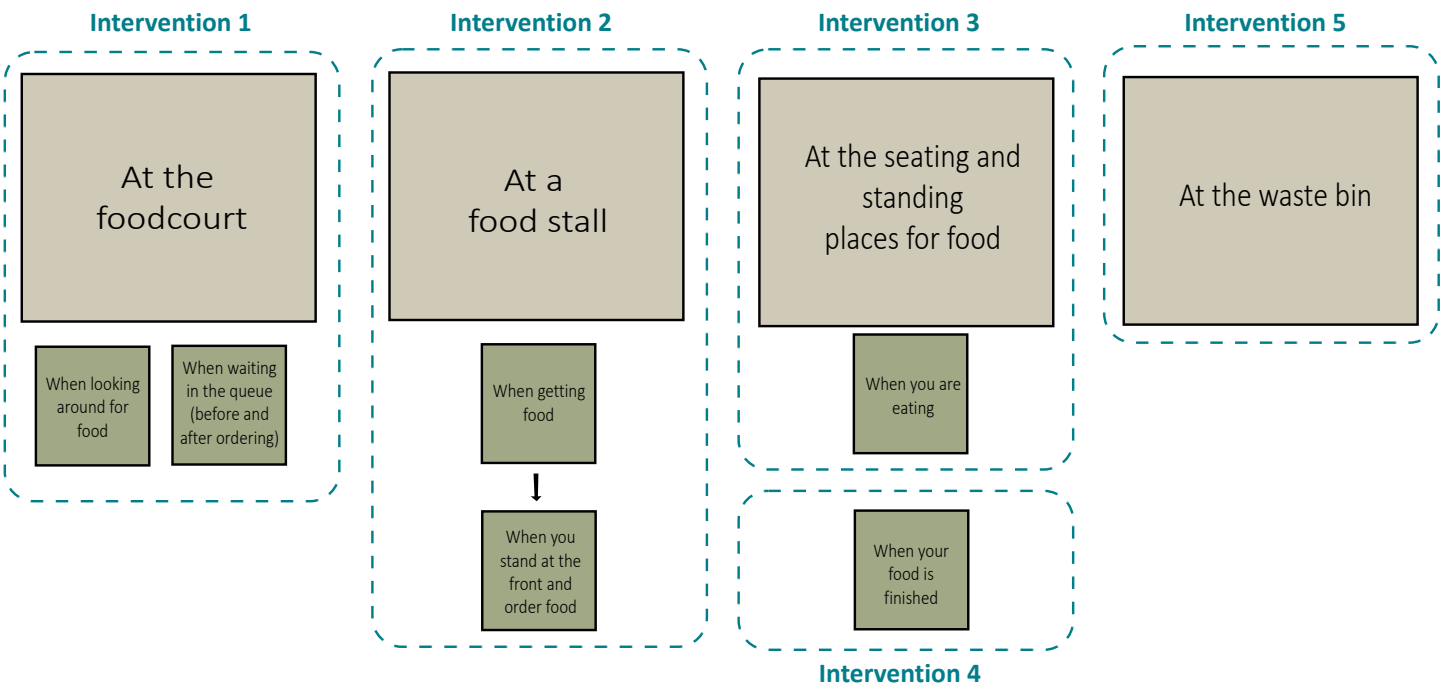 Intervention 1
At the
foodcourt
When looking
around for
food
When waiting
in the queue
(before and
after ordering)
Intervention 2
At a
food stall
When getting
food
When you
stand at the
front and
order food
Intervention 3
At the seating and
standing
places for food
When you are
eating
When your
food is
finished
Intervention 4
Intervention 5
At the waste bin